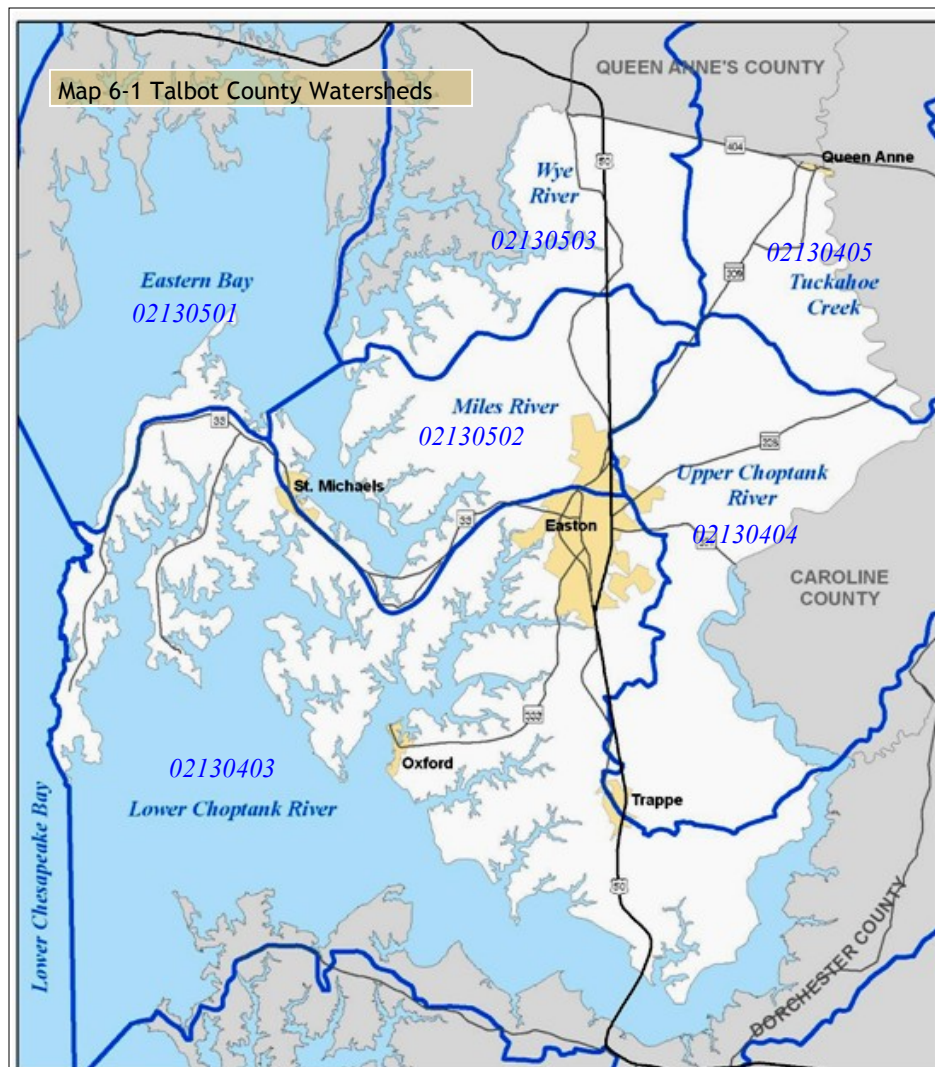 Map 6-1 Talbot County Watersheds
QUEEN ANNE'S COUNTY
404
50
Queen Anne
Wye
River
02130503
02130405
Tuckahoe
Creek
309
Eastern Bay
02130501
Miles River
02130502
33
St. Michaels
328
Upper Choptank
River
02130404
33
Easton
CAROLINE
COUNTY
333
Oxford
02130403
Lower Choptank River
Trappe
50
Lower Chesapeake Bay
DORCHESTER COUNTY